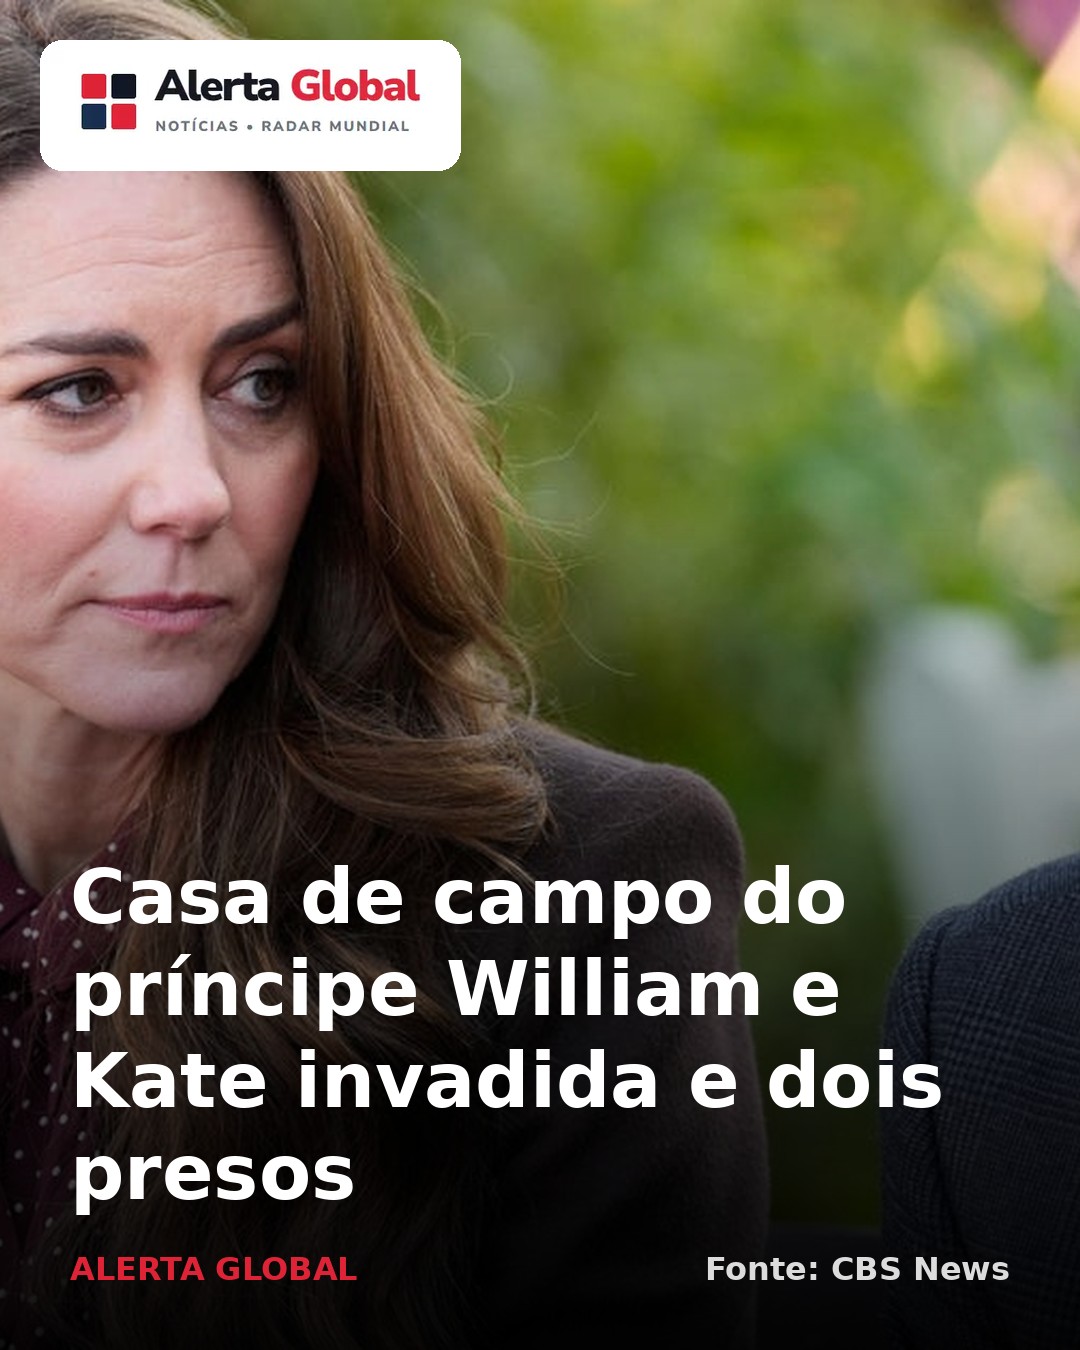 Alerta Global
NOTÍCIAS • RADAR MUNDIAL
Casa de campo do
príncipe William e
Kate invadida e dois
presos
ALERTA GLOBAL
Fonte: CBS News